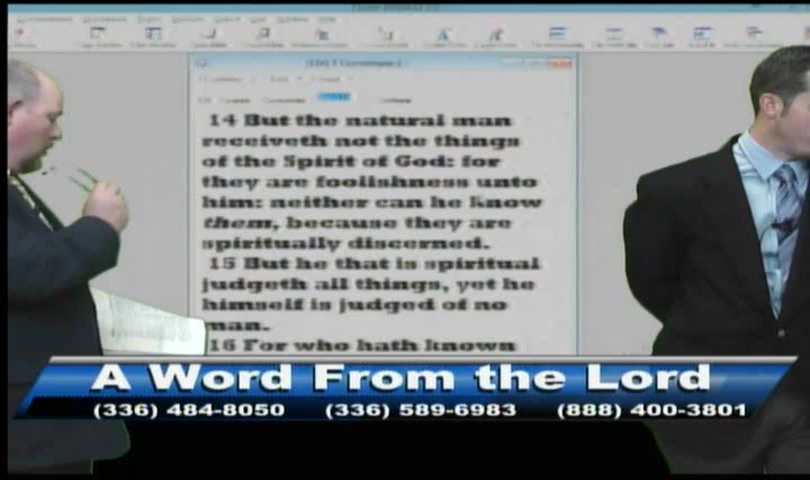 14 But the natural man
receiveth not the things
of the Spirit of God: for
they are foolishness unto
him: neither can he know
them, because they are
spiritually discerned.
15 But he that is spiritual
judgeth all things, yet he
himself is judged of no
man.
16 For who hath known
A Word From the Lord
(336) 484-8050 (336) 589-6983 (888) 400-3801